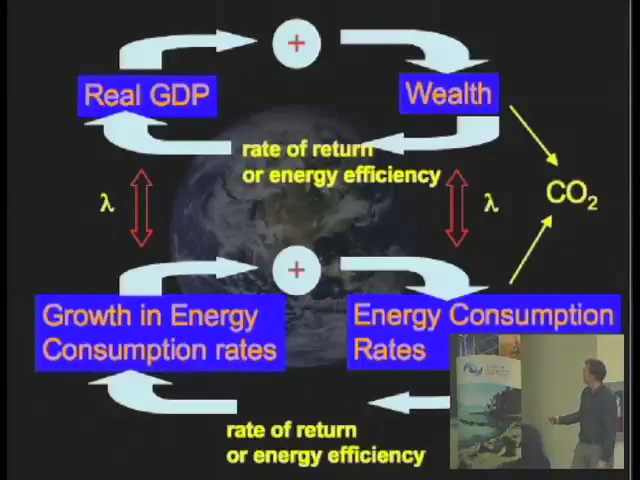 +
Real GDP
Wealth
rate of return
or energy efficiency
λ
λ
CO₂
+
Growth in Energy
Consumption rates
Energy Consumption
Rates
rate of return
or energy efficiency